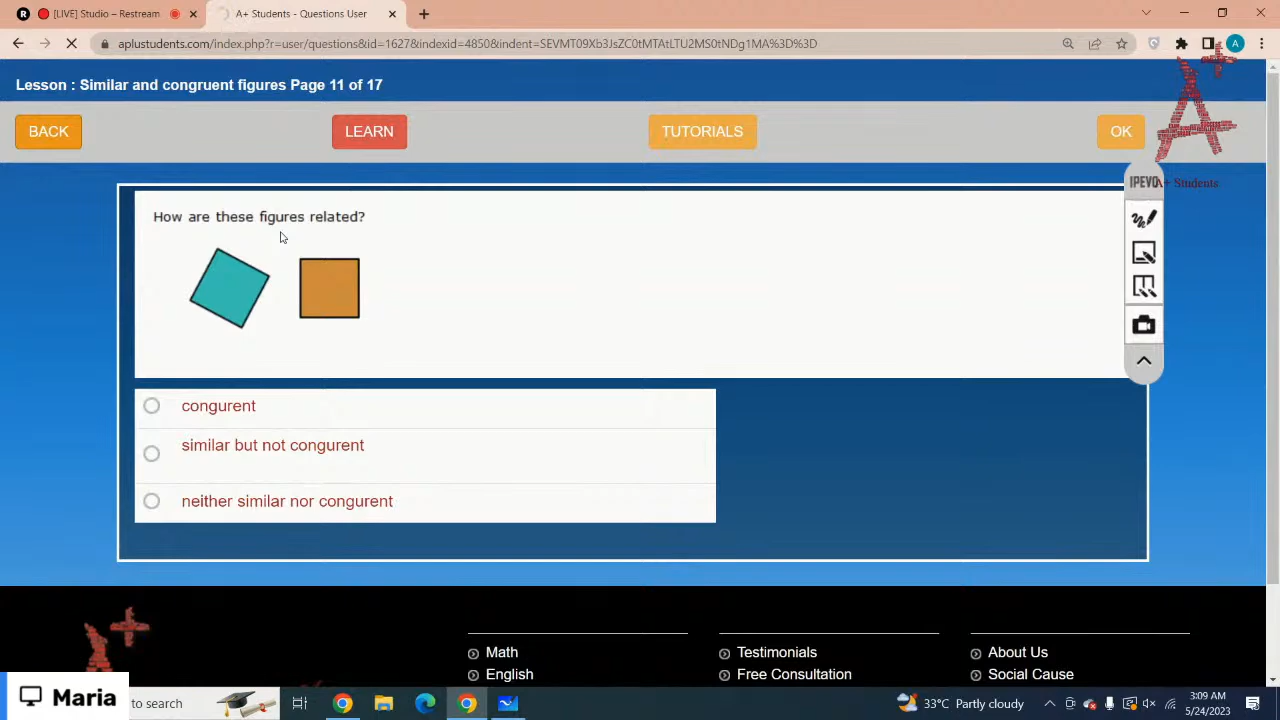 [LIVE] Studio – Restream
A+ Students - Questions User
aplustudents.com/index.php?r=user/questions&id=1627&indexid=4850&indent=SEVMT09Xb3JsZC0tMTAtLTU2MS0tNDg1MA%3D%3D
A
Lesson : Similar and congruent figures Page 11 of 17
BACK
LEARN
TUTORIALS
OK
IPEVO
A+ Students
How are these figures related?
congurent
similar but not congurent
neither similar nor congurent
Math
Testimonials
About Us
English
Free Consultation
Social Cause
Maria
to search
33°C Partly cloudy
3:09 AM
5/24/2023